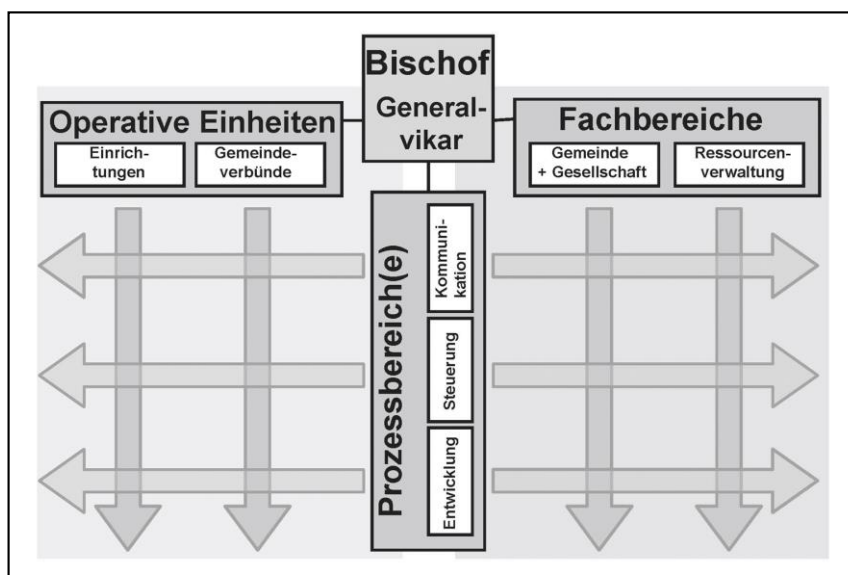 Bischof
General-
vikar
Operative Einheiten
Einrich-
tungen
Gemeinde-
verbünde
Fachbereiche
Gemeinde
+ Gesellschaft
Ressourcen-
verwaltung
Prozessbereich(e)
Kommuni-
kation
Steuerung
Entwicklung